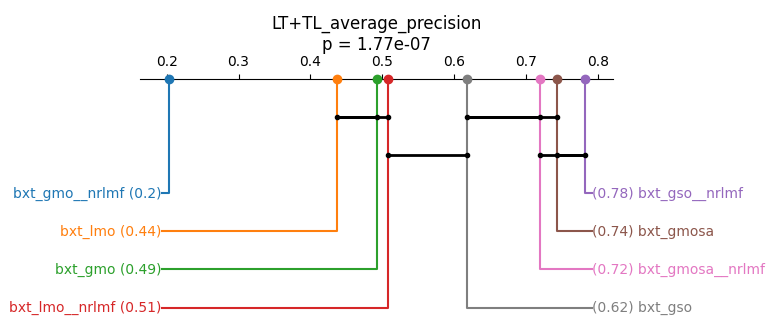 LT+TL_average_precision
p = 1.77e-07
0.2 0.3 0.4 0.5 0.6 0.7 0.8
bxt_gmo__nrlmf (0.2) (0.78) bxt_gso__nrlmf
bxt_lmo (0.44) (0.74) bxt_gmosa
bxt_gmo (0.49) (0.72) bxt_gmosa__nrlmf
bxt_lmo__nrlmf (0.51) (0.62) bxt_gso